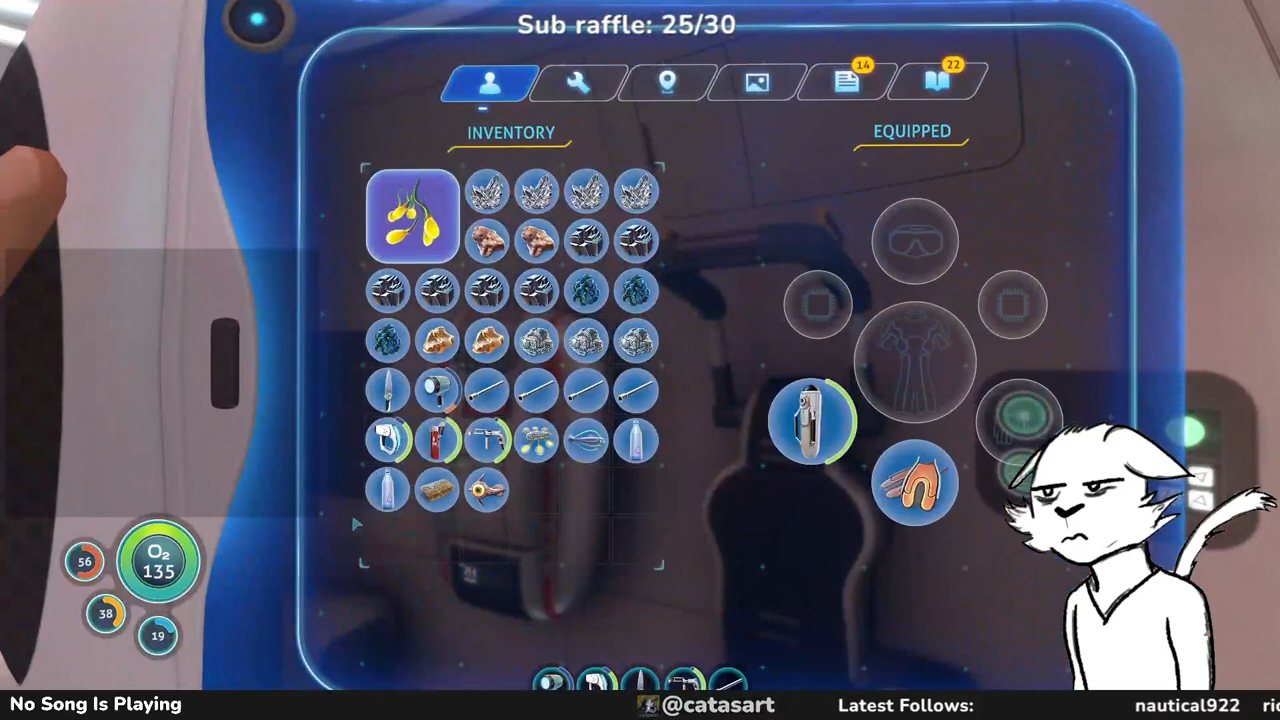 Sub raffle: 25/30
14
22
INVENTORY
EQUIPPED
56
O₂
135
38
19
No Song Is Playing
@catasart
Latest Follows:
nautical922